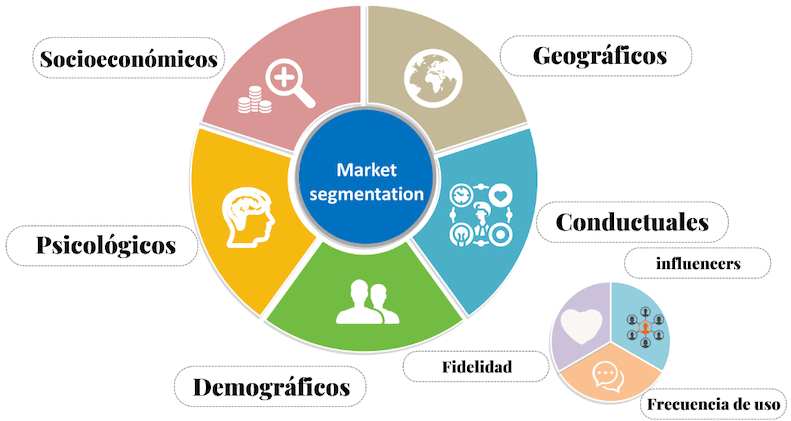 Socioeconómicos
Geográficos
Market
segmentation
Psicológicos
Conductuales
influencers
Fidelidad
Demográficos
Frecuencia de uso